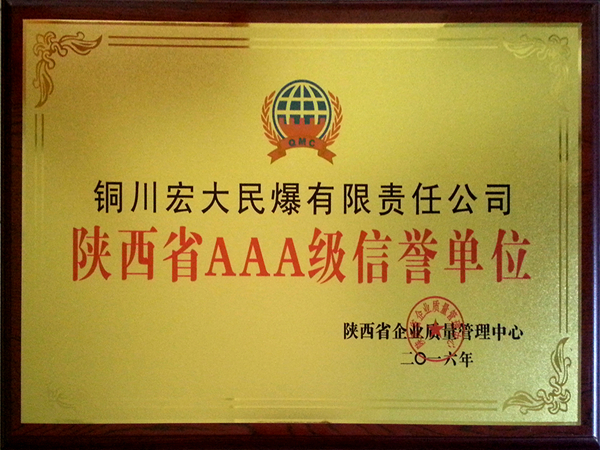 QMC
铜川宏大民爆有限责任公司
陕西省AAA级信誉单位
陕西省企业质量管理中心
二〇一六年